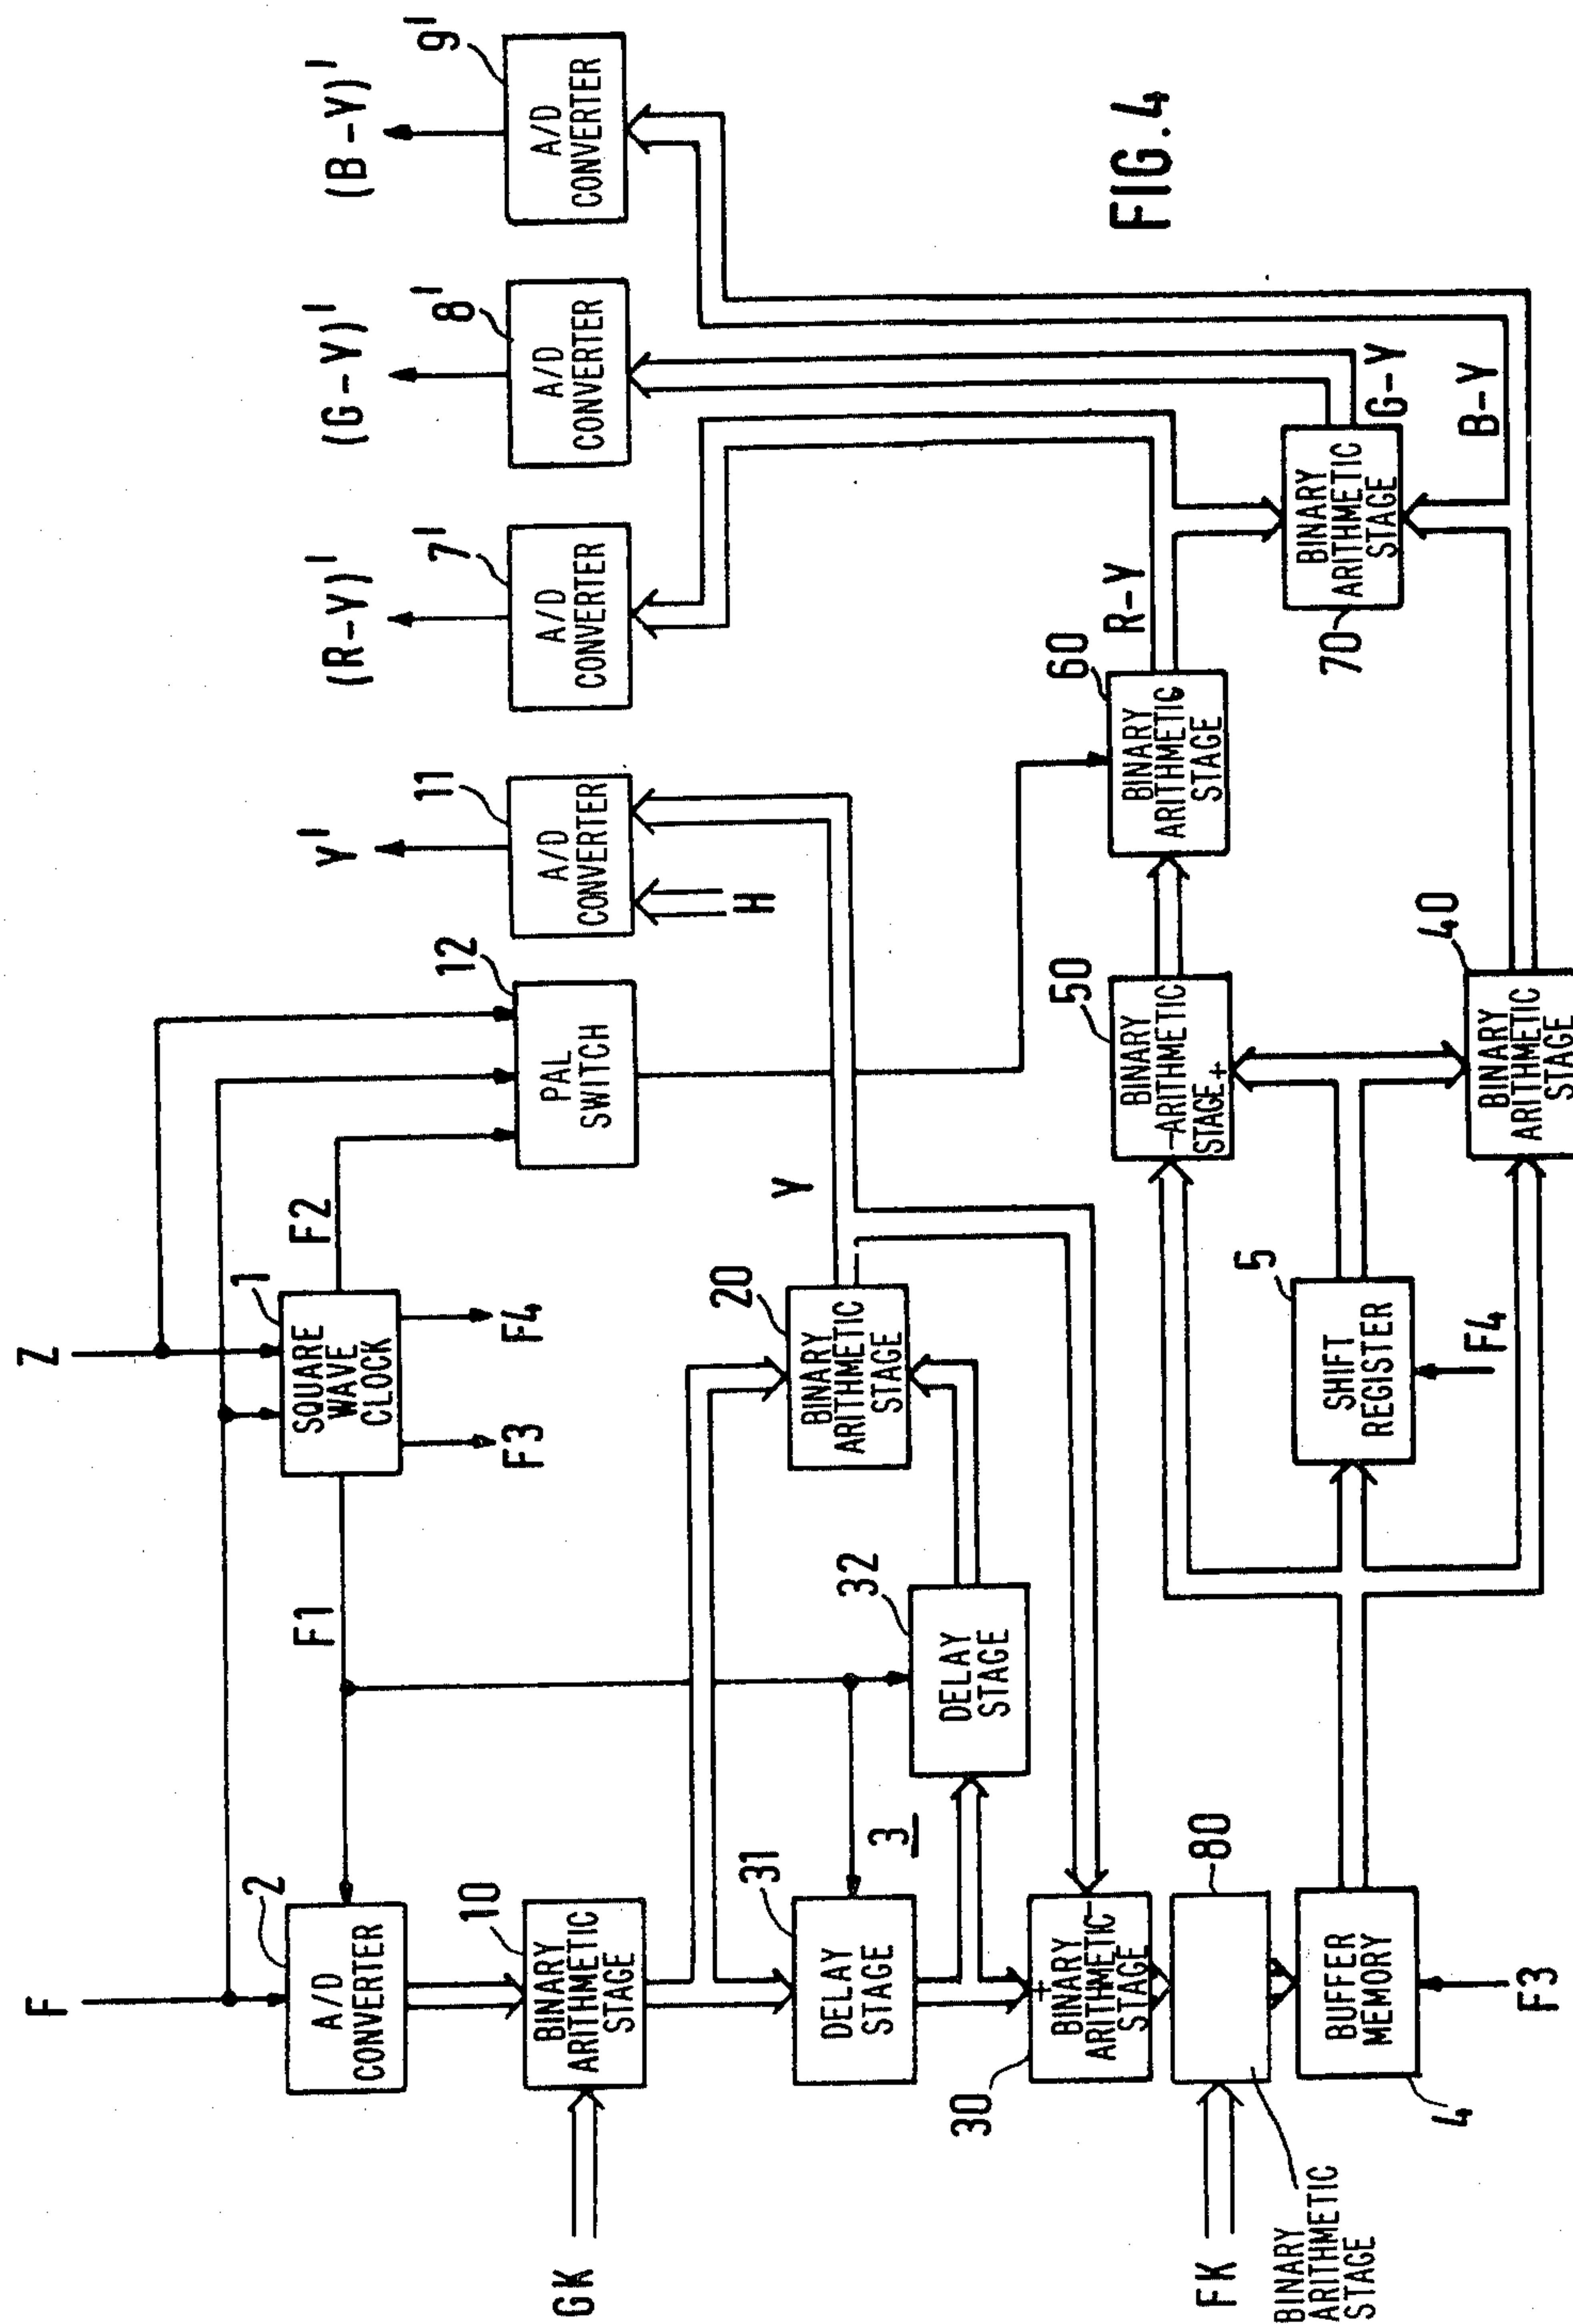 F
Z
2
A/D
CONVERTER
F1
1
SQUARE
WAVE
CLOCK
F2
F3
F4
12
PAL
SWITCH
Y'
11
A/D
CONVERTER
H
(R-Y)'
7'
A/D
CONVERTER
(G-Y)'
8'
A/D
CONVERTER
(B-Y)'
9'
A/D
CONVERTER
GK
10
BINARY
ARITHMETIC
STAGE
20
BINARY
ARITHMETIC
STAGE
Y
31
DELAY
STAGE
3
32
DELAY
STAGE
30
+
BINARY
ARITHMETIC
STAGE
-
FK
80
BINARY
ARITHMETIC
STAGE
4
BUFFER
MEMORY
F3
5
SHIFT
REGISTER
F4
50
BINARY
ARITHMETIC
STAGE
-
+
40
BINARY
ARITHMETIC
STAGE
60
BINARY
ARITHMETIC
STAGE
R-Y
70
BINARY
ARITHMETIC
STAGE
G-Y
B-Y
FIG.4